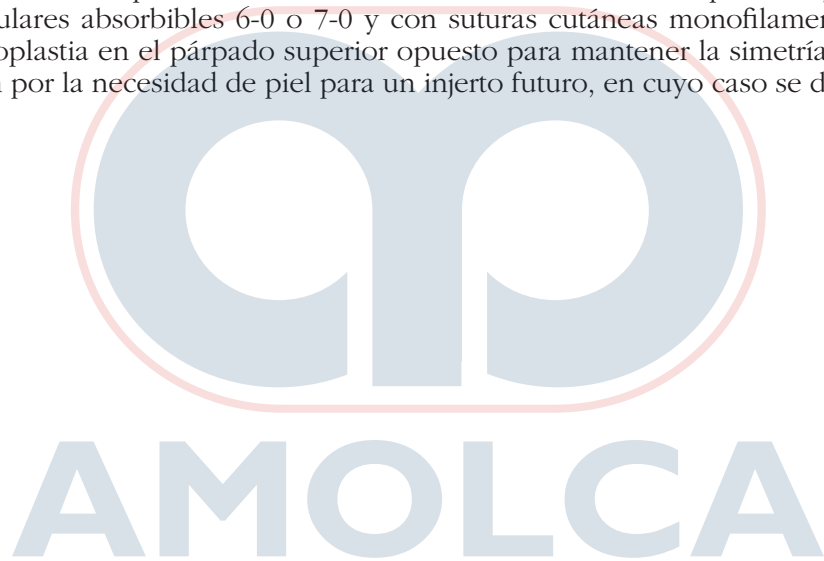 ulares absorbibles 6-0 o 7-0 y con suturas cutáneas monofilamen
oplastia en el párpado superior opuesto para mantener la simetría
por la necesidad de piel para un injerto futuro, en cuyo caso se d
AMOLCA